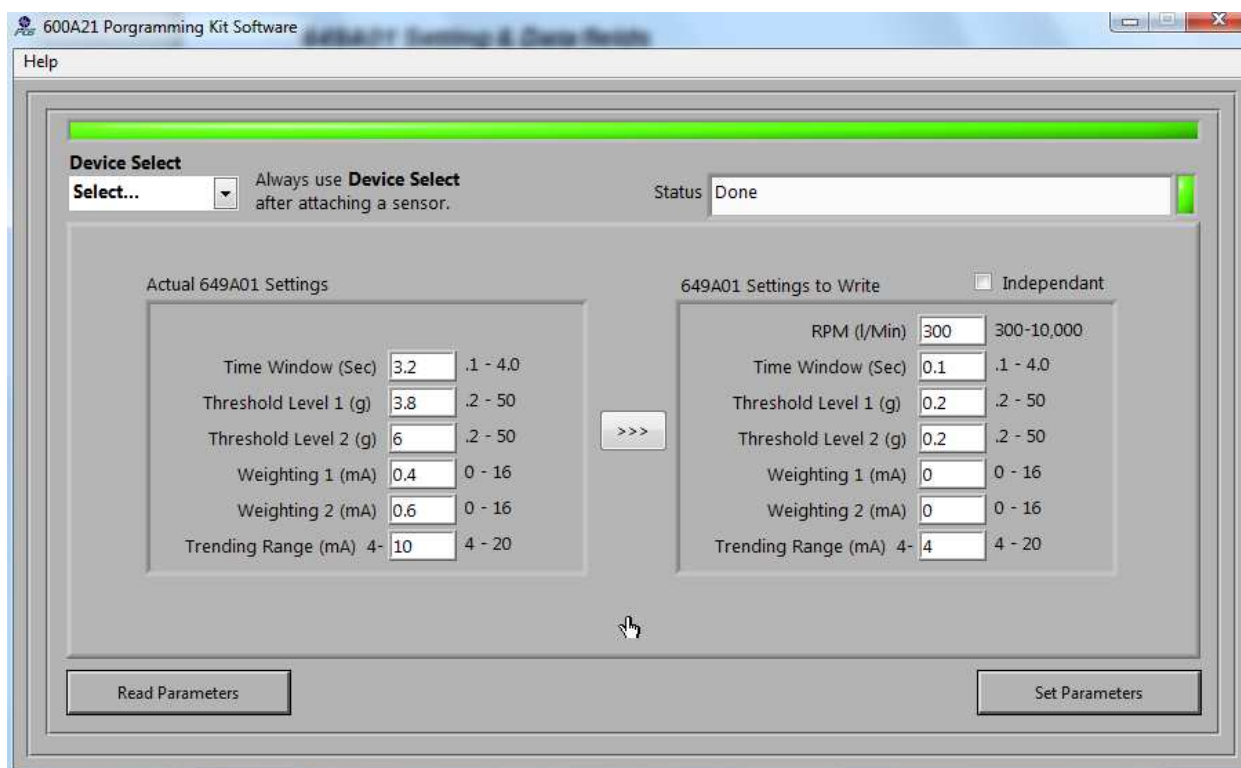 600A21 Porgramming Kit Software
649A01 Setting & Data fields
Help
Device Select
Select...
Always use Device Select
after attaching a sensor.
Status Done
Actual 649A01 Settings
Time Window (Sec) 3.2 .1 - 4.0
Threshold Level 1 (g) 3.8 .2 - 50
Threshold Level 2 (g) 6 .2 - 50
Weighting 1 (mA) 0.4 0 - 16
Weighting 2 (mA) 0.6 0 - 16
Trending Range (mA) 4- 10 4 - 20
>>>
649A01 Settings to Write
Independant
RPM (l/Min) 300 300-10,000
Time Window (Sec) 0.1 .1 - 4.0
Threshold Level 1 (g) 0.2 .2 - 50
Threshold Level 2 (g) 0.2 .2 - 50
Weighting 1 (mA) 0 0 - 16
Weighting 2 (mA) 0 0 - 16
Trending Range (mA) 4- 4 4 - 20
Read Parameters
Set Parameters